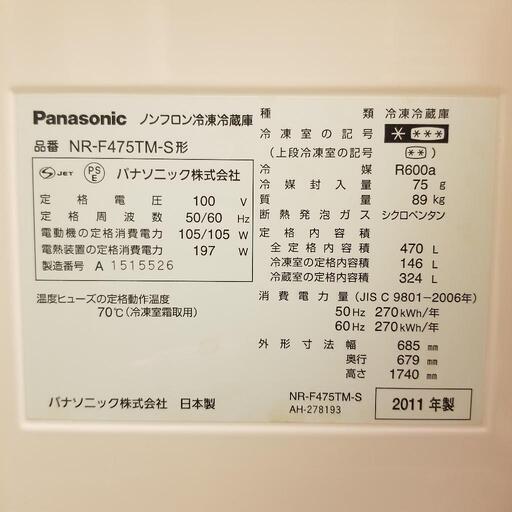 Panasonic ノンフロン冷凍冷蔵庫
品番 NR-F475TM-S形
S JET PSE パナソニック株式会社
定格電圧 100 V
定格周波数 50/60 Hz
電動機の定格消費電力 105/105 W
電熱装置の定格消費電力 197 W
製造番号 A 1515526
温度ヒューズの定格動作温度
70℃(冷凍室霜取用)
パナソニック株式会社 日本製
種類 冷凍冷蔵庫
冷凍室の記号 ****
(上段冷凍室の記号 **)
冷媒 R600a
冷媒封入量 75 g
質量 89 kg
断熱発泡ガス シクロペンタン
定格内容積
全定格内容積 470 L
冷凍室の定格内容積 146 L
冷蔵室の定格内容積 324 L
消費電力量(JIS C 9801-2006年)
50Hz 270kWh/年
60Hz 270kWh/年
外形寸法 幅 685 mm
奥行 679 mm
高さ 1740 mm
NR-F475TM-S
AH-278193
2011年製